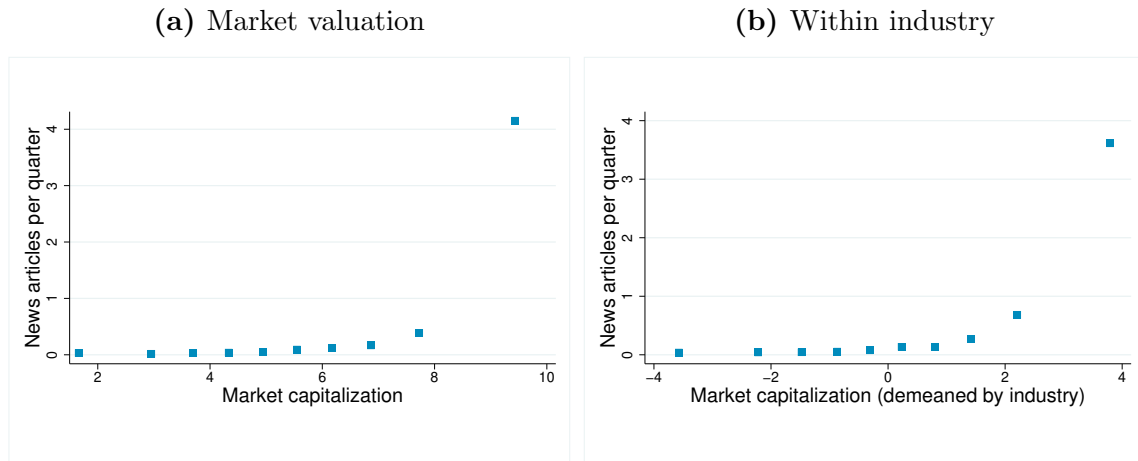 (a) Market valuation
News articles per quarter
4
3
2
1
0
2 4 6 8 10
Market capitalization
(b) Within industry
News articles per quarter
4
3
2
1
0
−4 −2 0 2 4
Market capitalization (demeaned by industry)